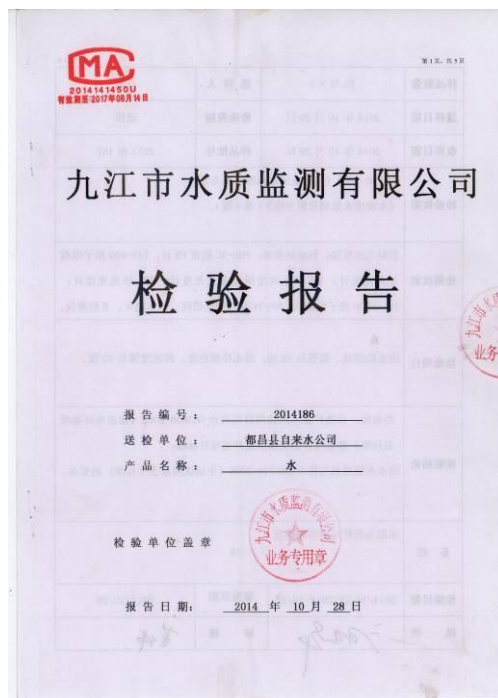 第1页，共5页
MA
2014141450U
有效期至:2017年08月14日
九江市水质监测有限公司
检验报告
报告编号： 2014186
送检单位： 都昌县自来水公司
产品名称： 水
检验单位盖章
九江市水质监测有限公司
业务专用章
报告日期： 2014 年 10 月 28 日